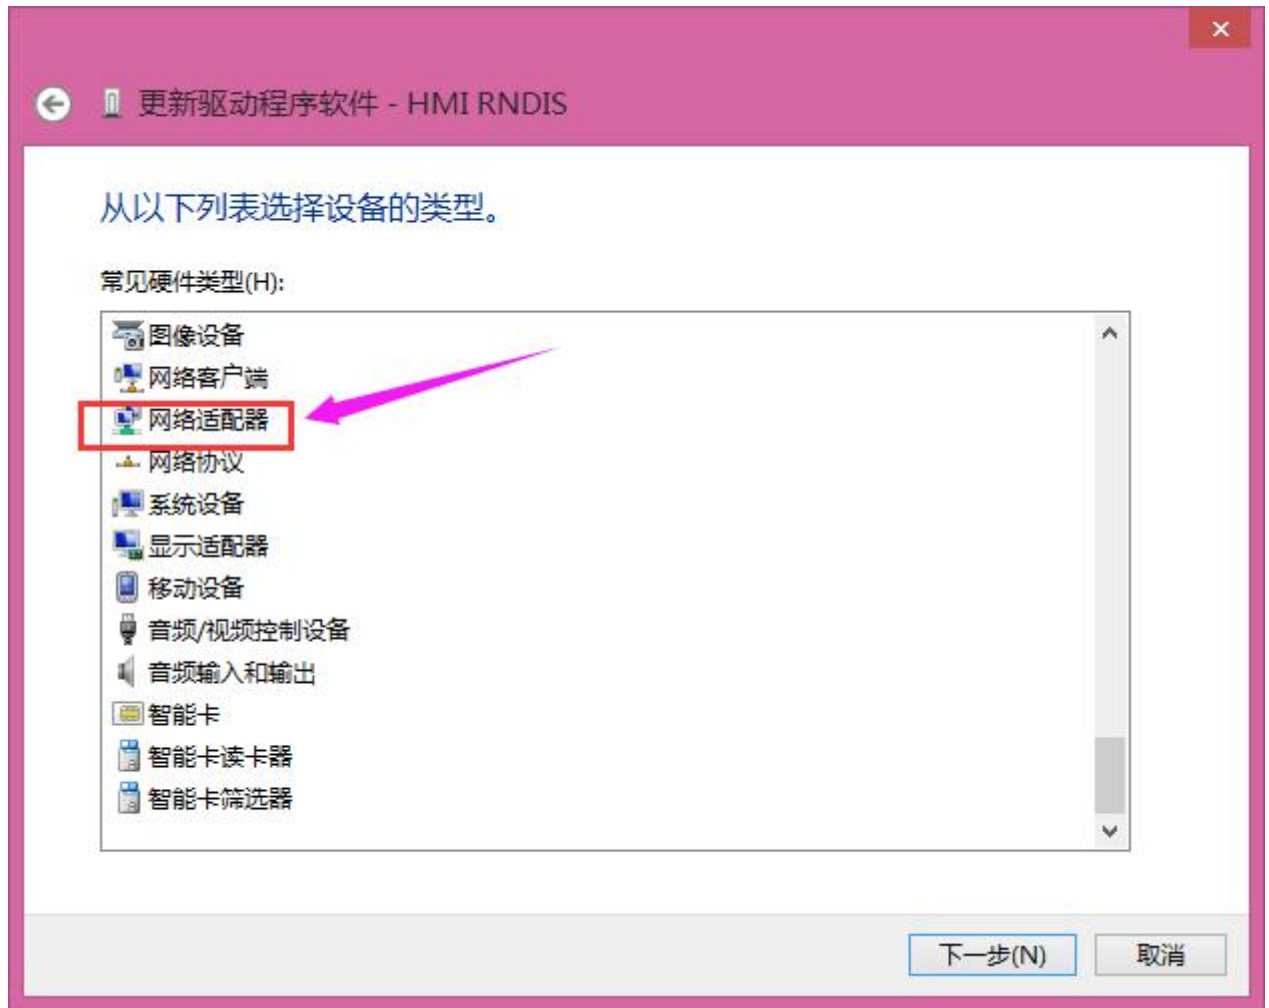 更新驱动程序软件 - HMI RNDIS
从以下列表选择设备的类型。
常见硬件类型(H):
图像设备
网络客户端
网络适配器
网络协议
系统设备
显示适配器
移动设备
音频/视频控制设备
音频输入和输出
智能卡
智能卡读卡器
智能卡筛选器
下一步(N)
取消